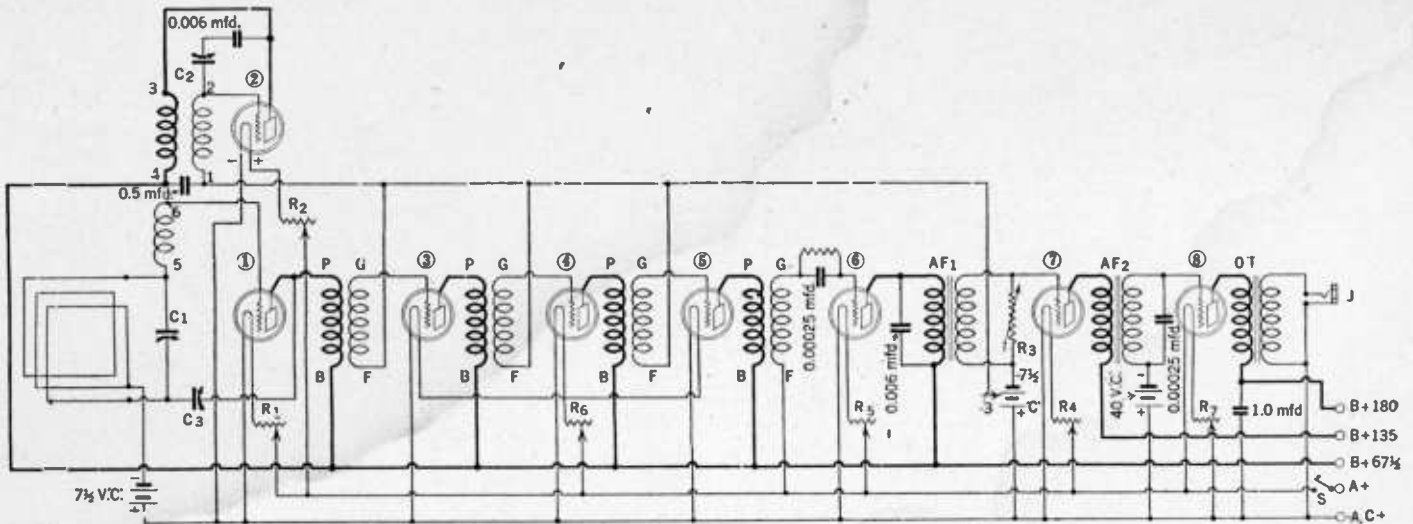 0.006 mfd.
C2
②
3
2
- +
4
1
0.5 mfd.
6
R2
5
① P G ③ P G ④ P G ⑤ P G ⑥ AF1 ⑦ AF2 ⑧ OT
J
C1
0.00025 mfd.
0.006 mfd.
R3
40 V.C.
0.00025 mfd.
B F B F B F B F
C3
R1
R6
R5
-3
7½
"C"
+
R4
-
+
R7
1.0 mfd
B+180
B+135
B+67½
-
7½ V.C.
+
S
A+
A, C+